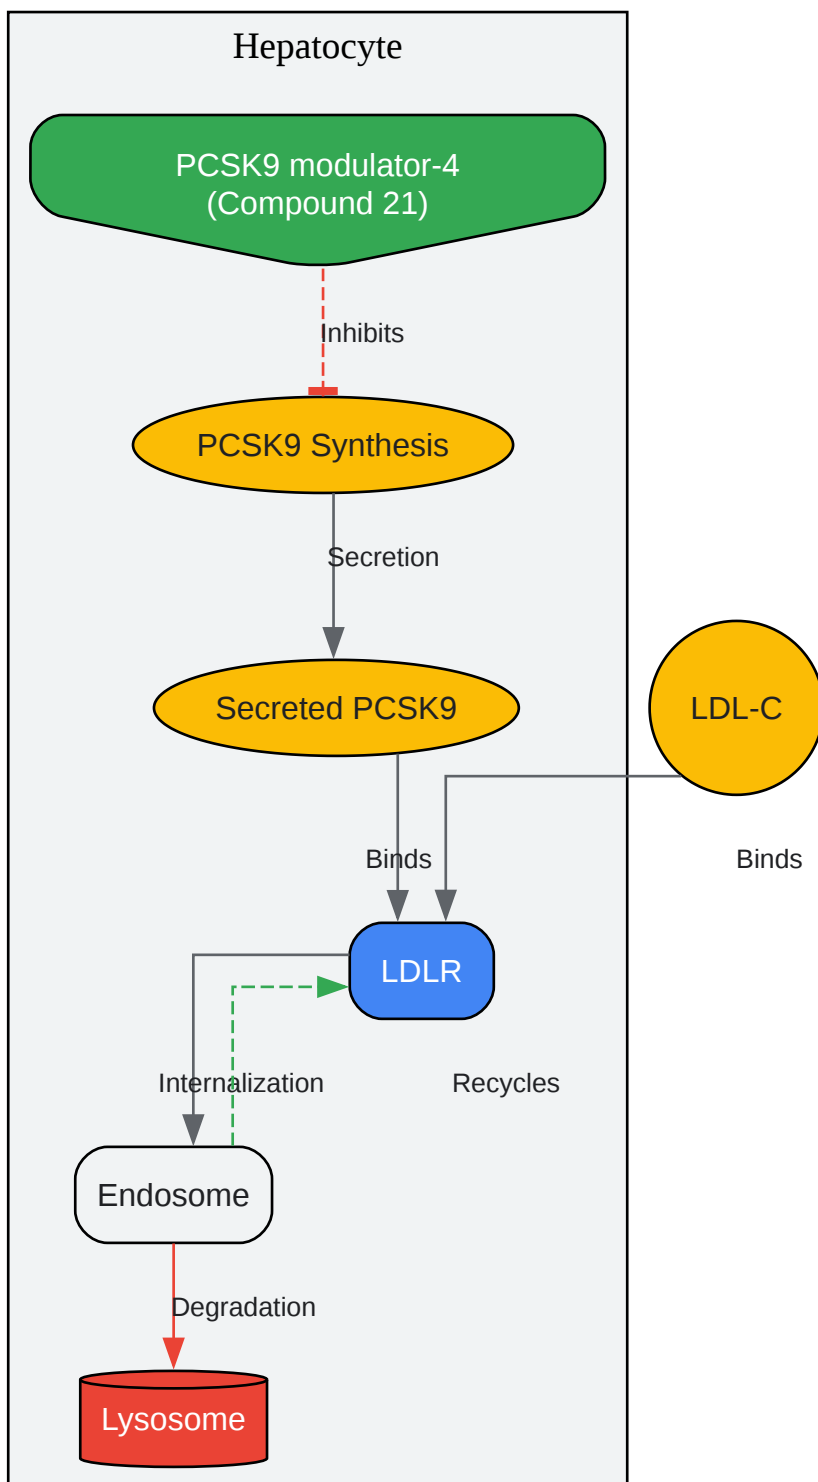 Hepatocyte
PCSK9 modulator-4
(Compound 21)
Inhibits
PCSK9 Synthesis
Secretion
Secreted PCSK9
LDL-C
Binds
Binds
LDLR
Internalization
Recycles
Endosome
Degradation
Lysosome